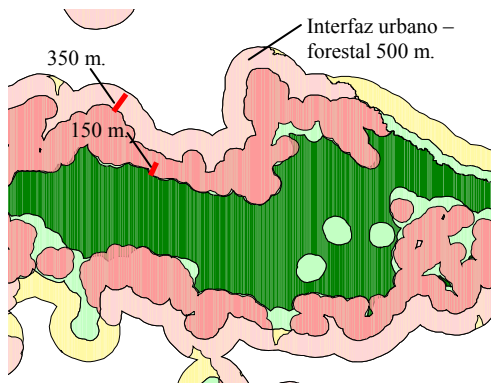 Interfaz urbano –
forestal 500 m.
350 m.
150 m.